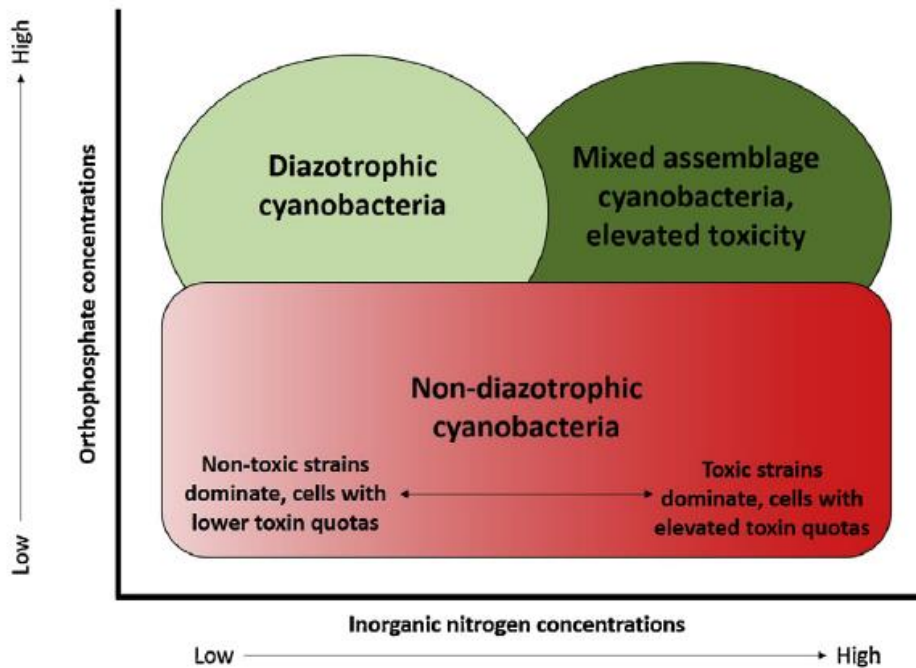 High
Orthophosphate concentrations
Low
Diazotrophic
cyanobacteria
Mixed assemblage
cyanobacteria,
elevated toxicity
Non-diazotrophic
cyanobacteria
Non-toxic strains
dominate, cells with
lower toxin quotas
Toxic strains
dominate, cells with
elevated toxin quotas
Inorganic nitrogen concentrations
Low
High